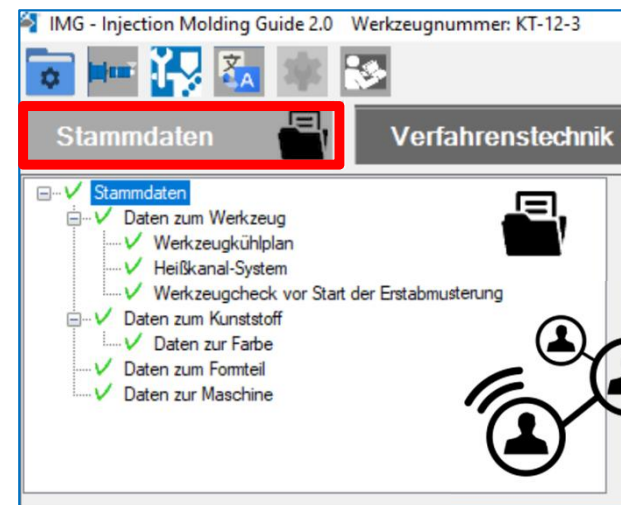 IMG - Injection Molding Guide 2.0 Werkzeugnummer: KT-12-3
文
A
Stammdaten
Verfahrenstechnik
Stammdaten
Daten zum Werkzeug
Werkzeugkühlplan
Heißkanal-System
Werkzeugcheck vor Start der Erstabmusterung
Daten zum Kunststoff
Daten zur Farbe
Daten zum Formteil
Daten zur Maschine